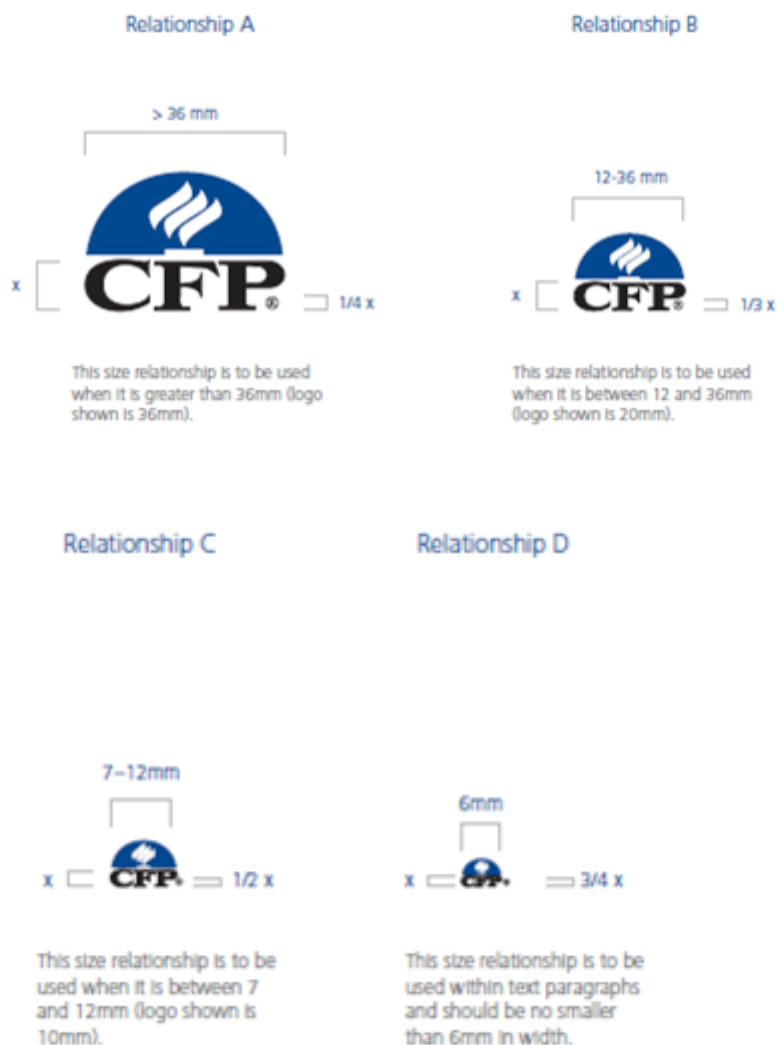 Relationship A
Relationship B
> 36 mm
12-36 mm
x
CFP®
1/4 x
x
CFP®
1/3 x
This size relationship is to be used
when it is greater than 36mm (logo
shown is 36mm).
This size relationship is to be used
when it is between 12 and 36mm
(logo shown is 20mm).
Relationship C
Relationship D
7–12mm
6mm
x
CFP®
1/2 x
x
CFP®
3/4 x
This size relationship is to be
used when it is between 7
and 12mm (logo shown is
10mm).
This size relationship is to be
used within text paragraphs
and should be no smaller
than 6mm in width.